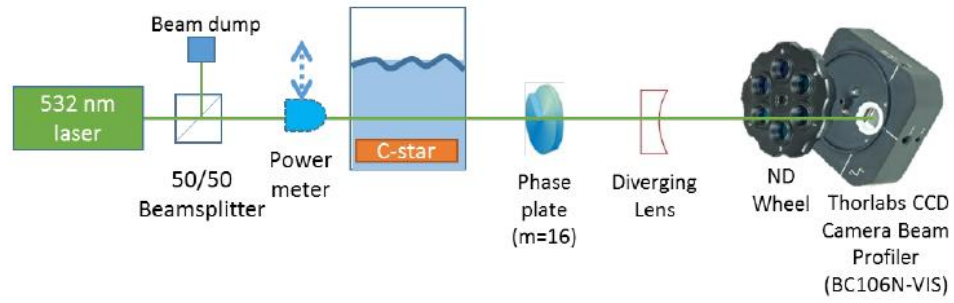 Beam dump
532 nm
laser
50/50
Beamsplitter
Power
meter
C-star
Phase
plate
(m=16)
Diverging
Lens
ND
Wheel
Thorlabs CCD
Camera Beam
Profiler
(BC106N-VIS)